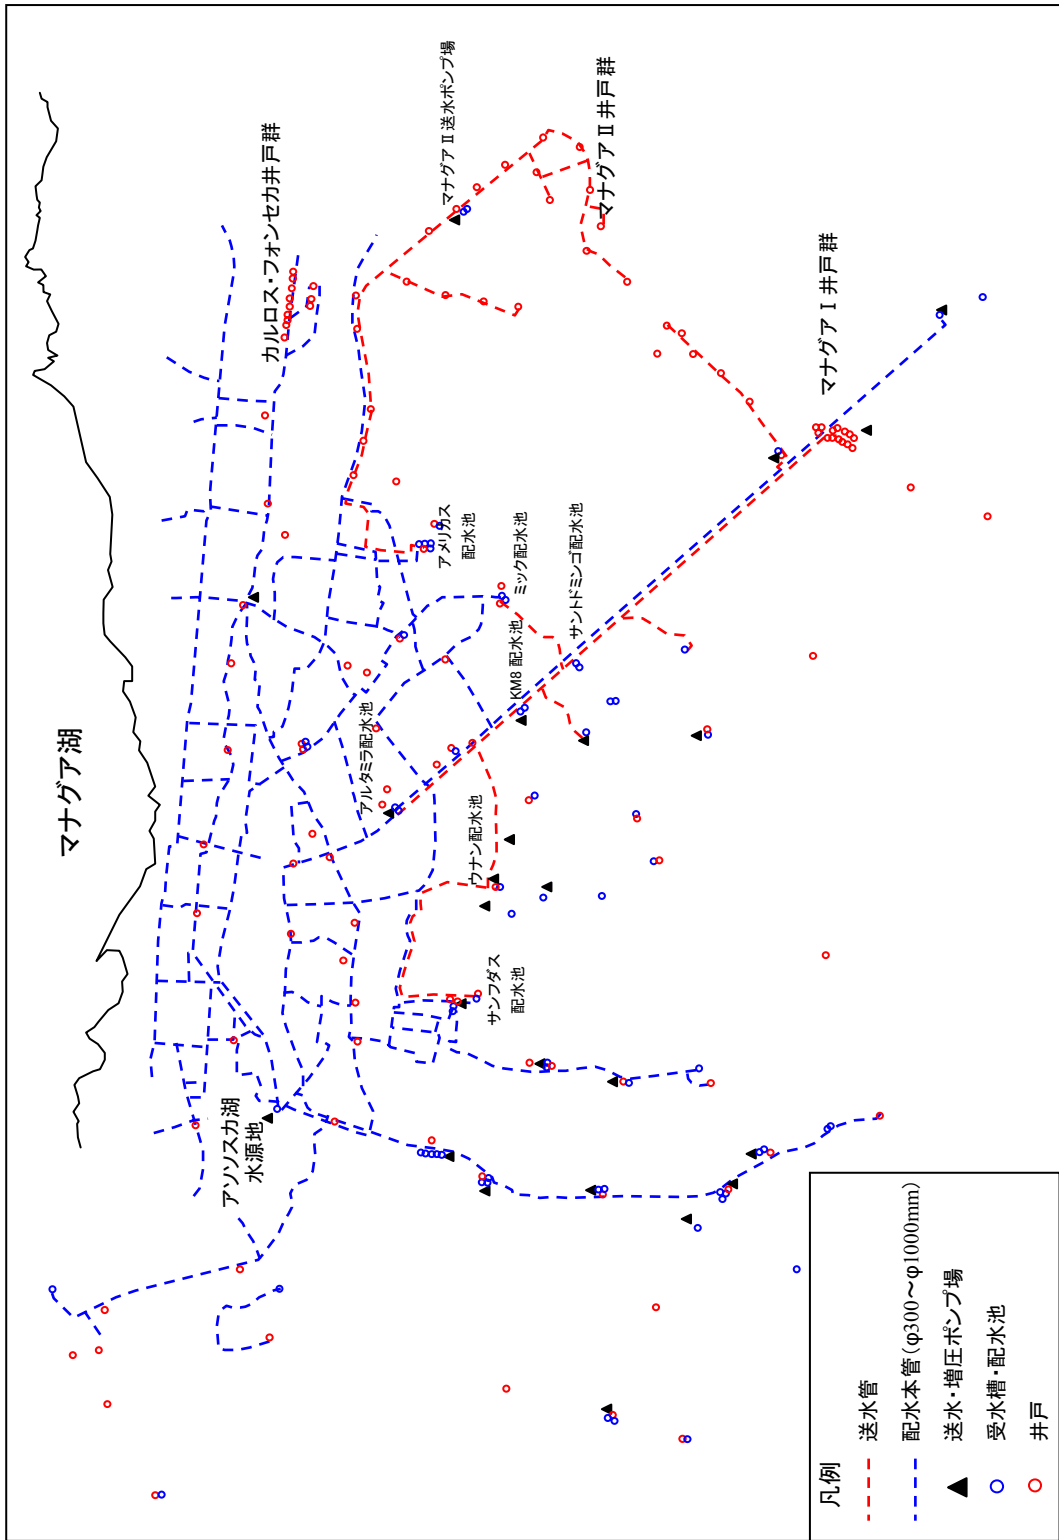 マナグア湖
カルロス・フォンセカ井戸群
マナグアⅡ送水ポンプ場
マナグアⅡ井戸群
マナグアⅠ井戸群
アメリカス
配水池
ミック配水池
サントドミンゴ配水池
KM8 配水池
アルタミラ配水池
ウナン配水池
サンフダス
配水池
アソソスカ湖
水源地
凡例
送水管
配水本管(φ300～φ1000mm)
送水・増圧ポンプ場
受水槽・配水池
井戸